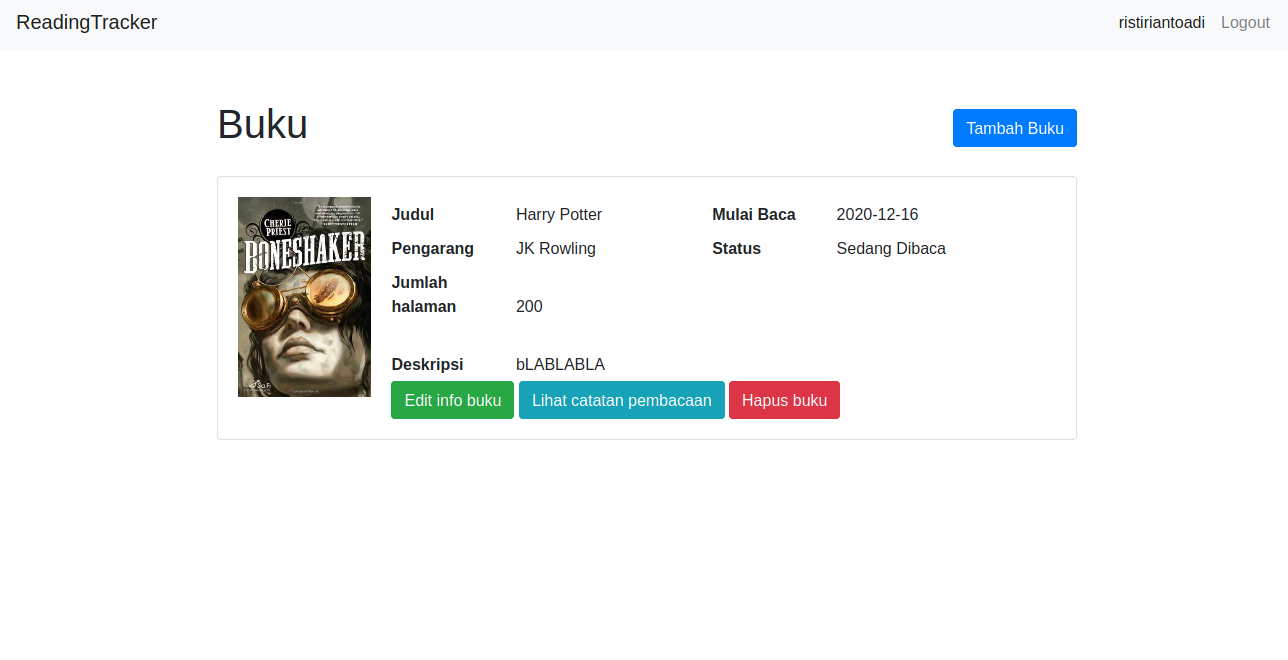 ReadingTracker
ristiriantoadi Logout
Buku
Tambah Buku
CHERIE
PRIEST
BONESHAKER
Judul Harry Potter
Mulai Baca 2020-12-16
Pengarang JK Rowling
Status Sedang Dibaca
Jumlah
halaman 200
Deskripsi bLABLABLA
Edit info buku Lihat catatan pembacaan Hapus buku